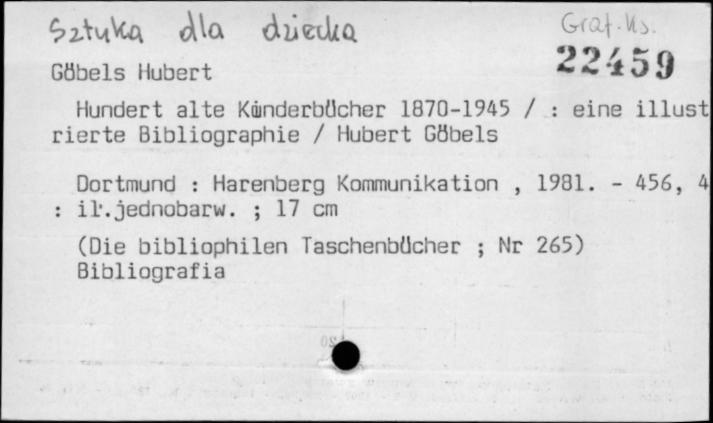 Sztuka dla dziecka
Graf. ks.
22459
Göbels Hubert
Hundert alte Künderbücher 1870-1945 / : eine illust
rierte Bibliographie / Hubert Göbels
Dortmund : Harenberg Kommunikation , 1981. - 456, 4
: il.jednobarw. ; 17 cm
(Die bibliophilen Taschenbücher ; Nr 265)
Bibliografia